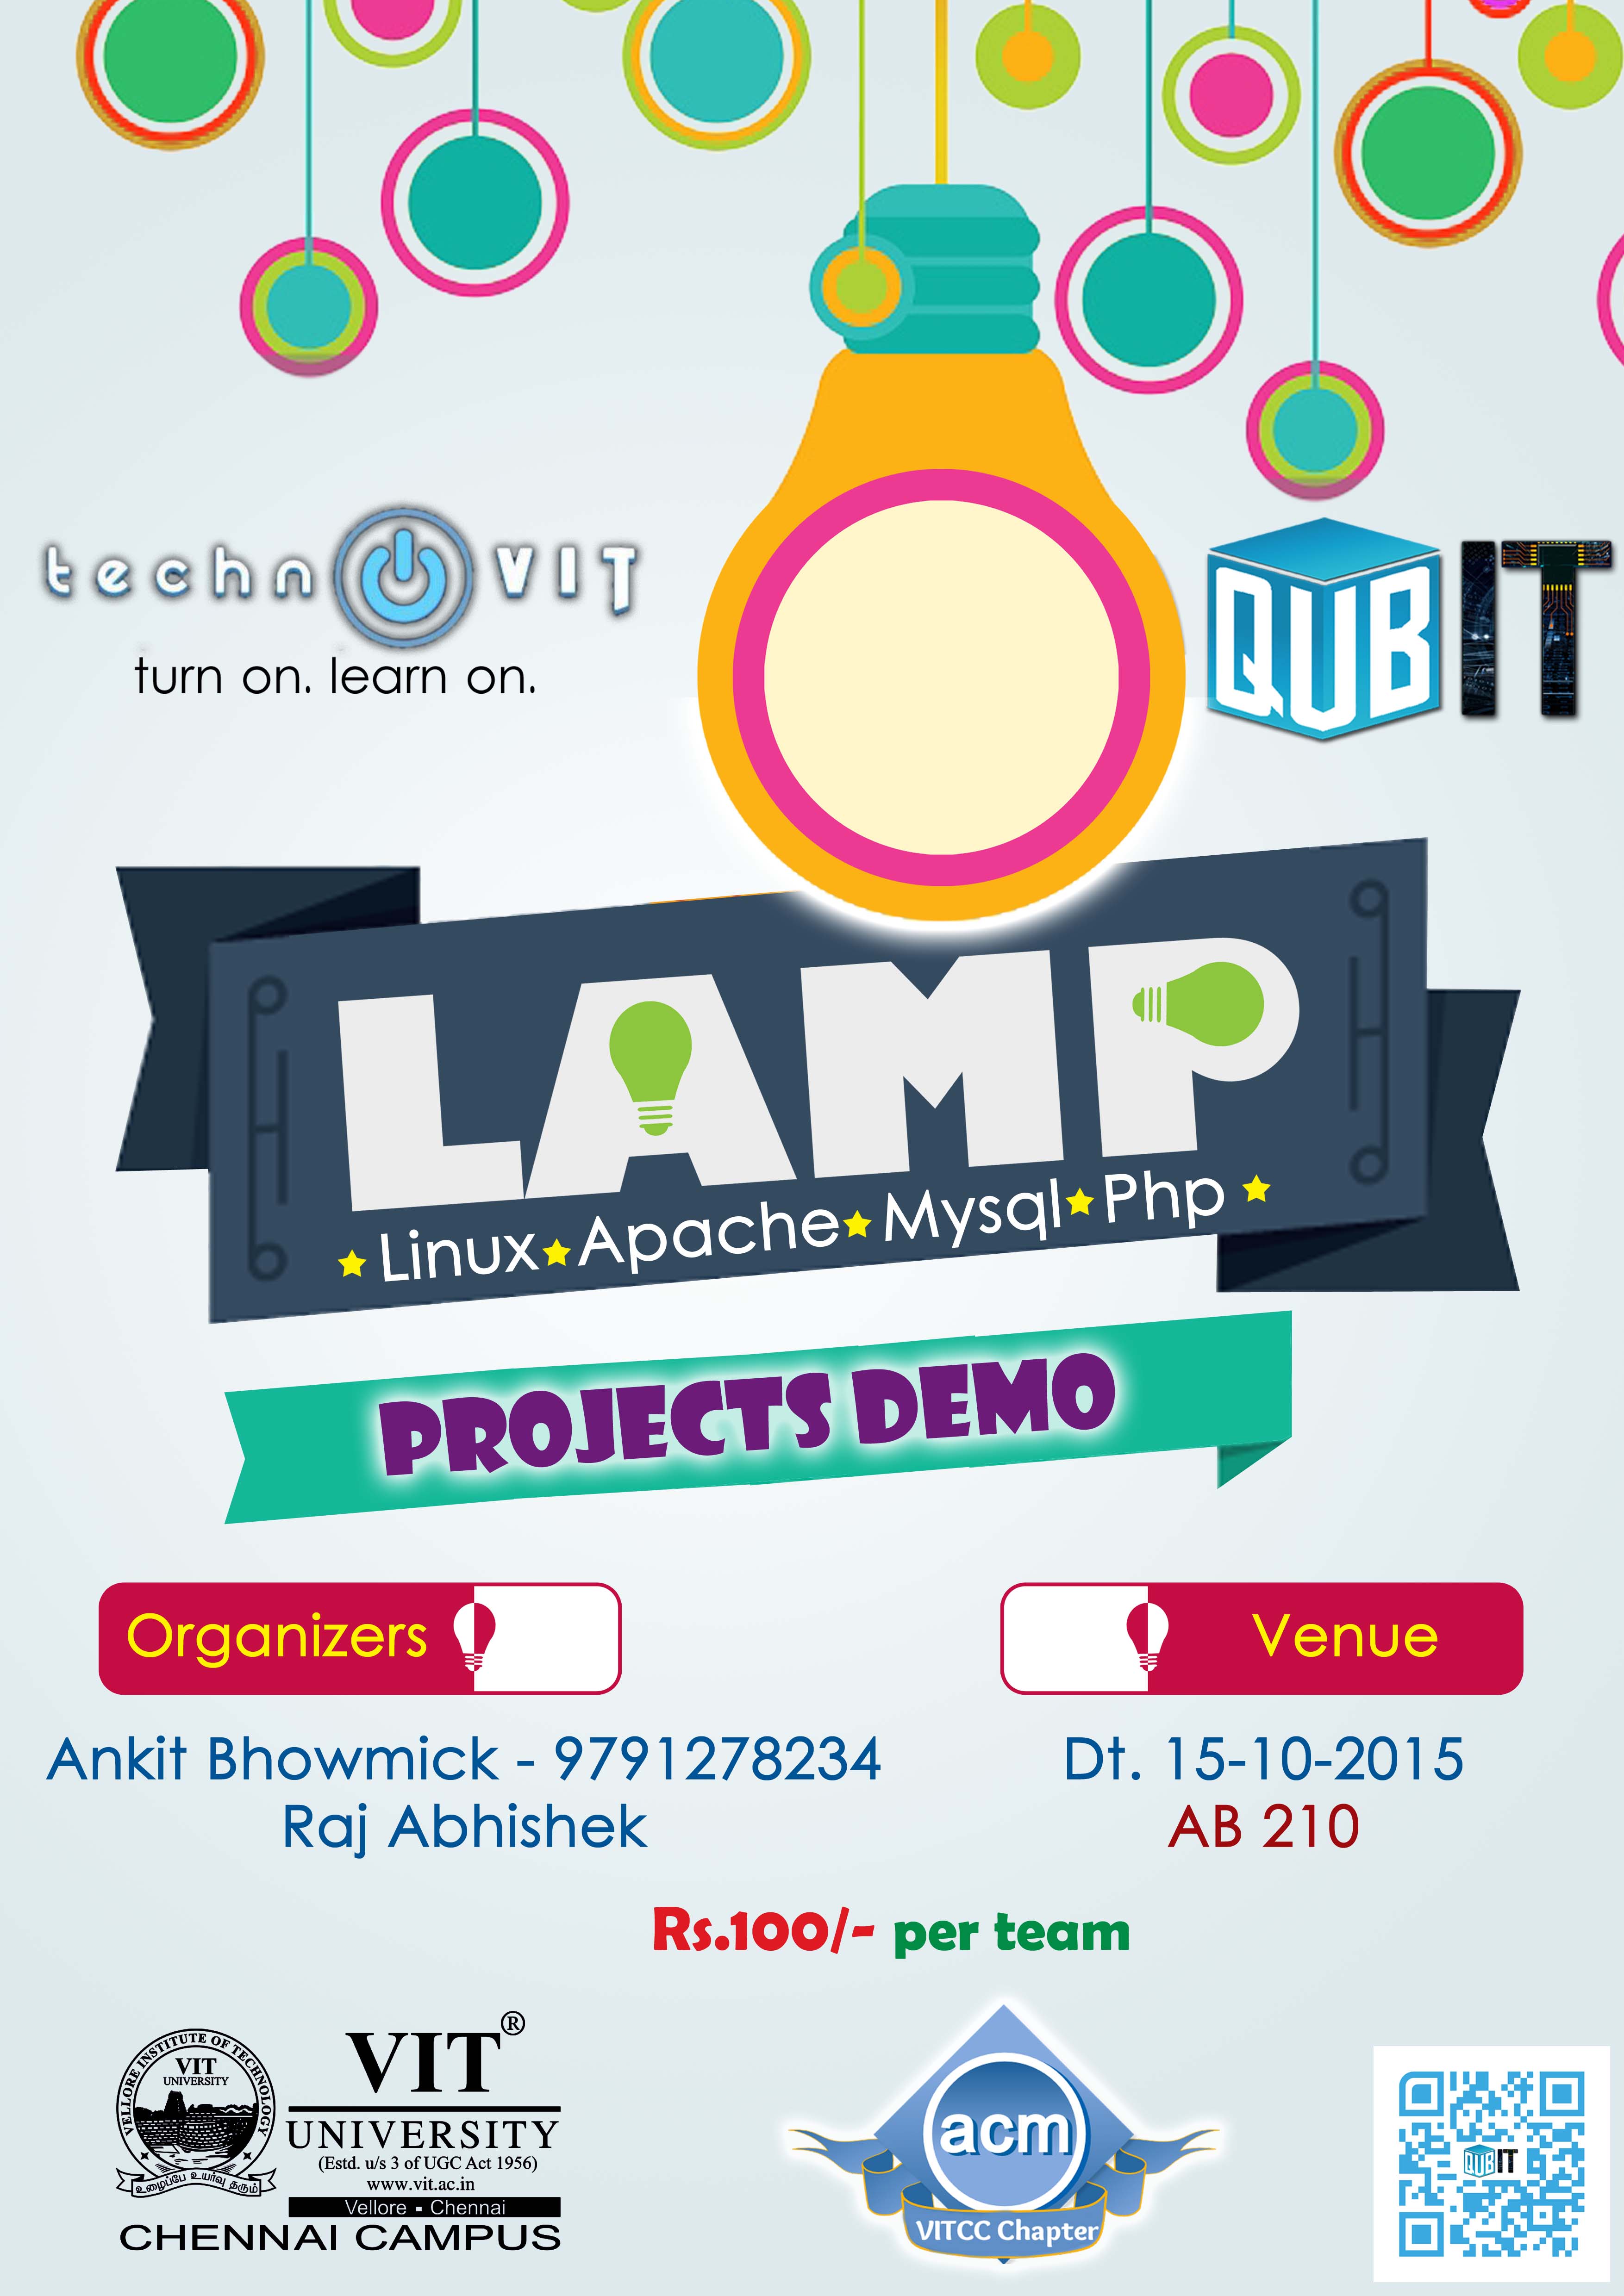 techn VIT
turn on. learn on.
QUBIT
LAMP
Linux Apache Mysql Php
PROJECTS DEMO
Organizers
Ankit Bhowmick - 9791278234
Raj Abhishek
Venue
Dt. 15-10-2015
AB 210
Rs.100/- per team
VELLORE INSTITUTE OF TECHNOLOGY
VIT
UNIVERSITY
உழைப்பே உயர்வு தரும்
VIT®
UNIVERSITY
(Estd. u/s 3 of UGC Act 1956)
www.vit.ac.in
Vellore - Chennai
CHENNAI CAMPUS
acm
VITCC Chapter
QUBIT